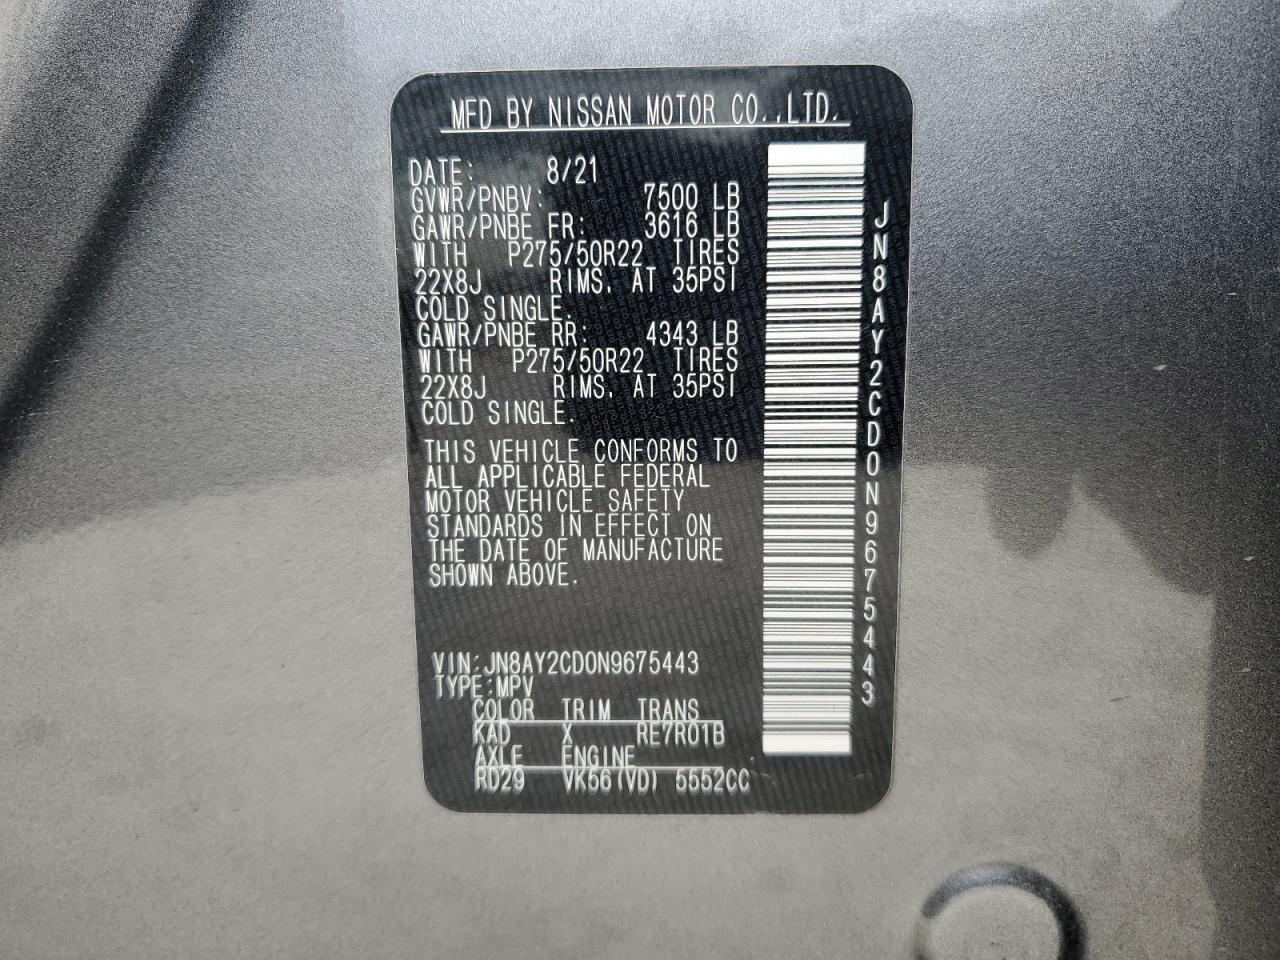 MFD BY NISSAN MOTOR CO.,LTD.
DATE: 8/21
GVWR/PNBV: 7500 LB
GAWR/PNBE FR: 3616 LB
WITH P275/50R22 TIRES
22X8J RIMS, AT 35PSI
COLD SINGLE.
GAWR/PNBE RR: 4343 LB
WITH P275/50R22 TIRES
22X8J RIMS, AT 35PSI
COLD SINGLE.
THIS VEHICLE CONFORMS TO
ALL APPLICABLE FEDERAL
MOTOR VEHICLE SAFETY
STANDARDS IN EFFECT ON
THE DATE OF MANUFACTURE
SHOWN ABOVE.
VIN:JN8AY2CD0N9675443
TYPE:MPV
COLOR TRIM TRANS
KAD X RE7R01B
AXLE ENGINE
RD29 VK56(VD) 5552CC
JN8AY2CD0N9675443